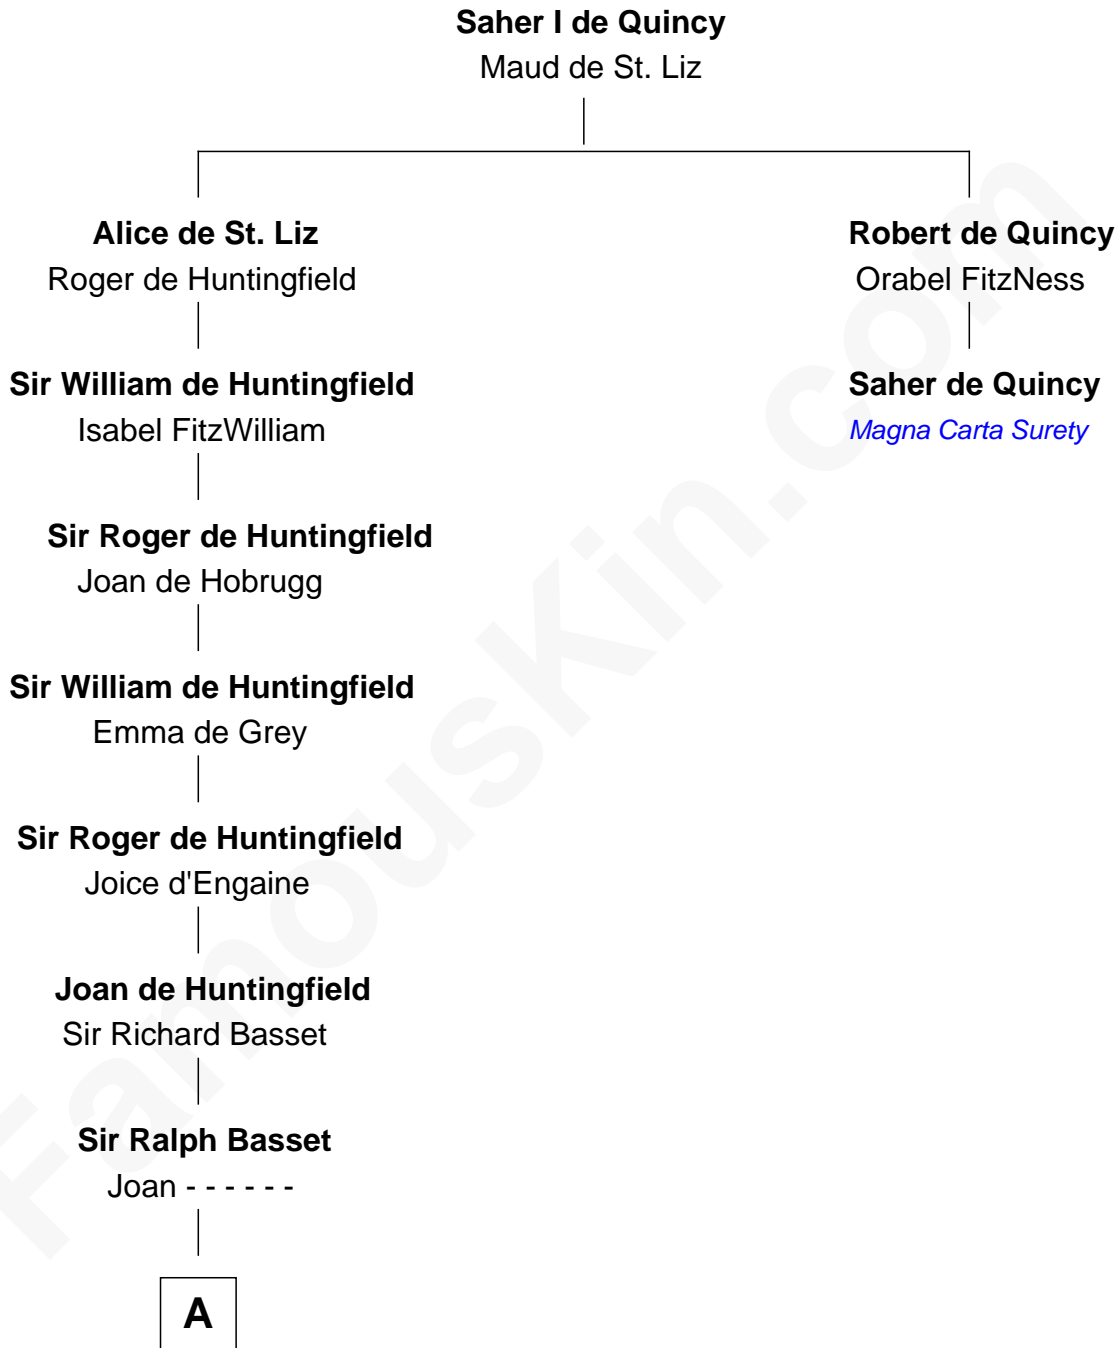 Saher I de Quincy
Maud de St. Liz
Alice de St. Liz
Roger de Huntingfield
Robert de Quincy
Orabel FitzNess
Sir William de Huntingfield
Isabel FitzWilliam
Saher de Quincy
Magna Carta Surety
Sir Roger de Huntingfield
Joan de Hobrugg
Sir William de Huntingfield
Emma de Grey
Sir Roger de Huntingfield
Joice d'Engaine
Joan de Huntingfield
Sir Richard Basset
Sir Ralph Basset
Joan - - - - - -
A
FamousKin.com